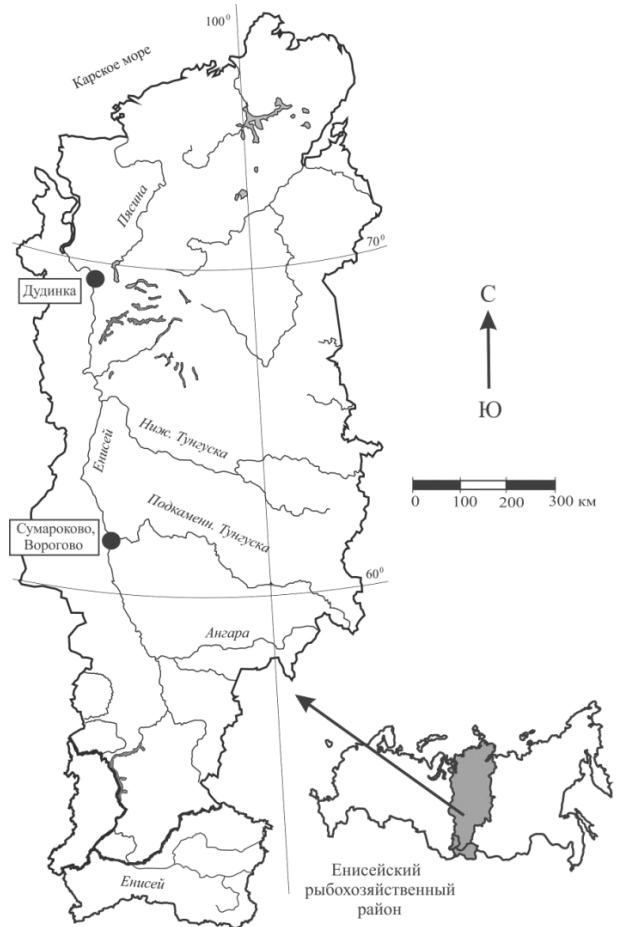 100⁰
Карское море
Пясина
70⁰
Дудинка
С
Ю
Енисей
Ниж. Тунгуска
0 100 200 300 км
Подкаменн. Тунгуска
Сумароково,
Ворогово
60⁰
Ангара
Енисей
Енисейский
рыбохозяйственный
район